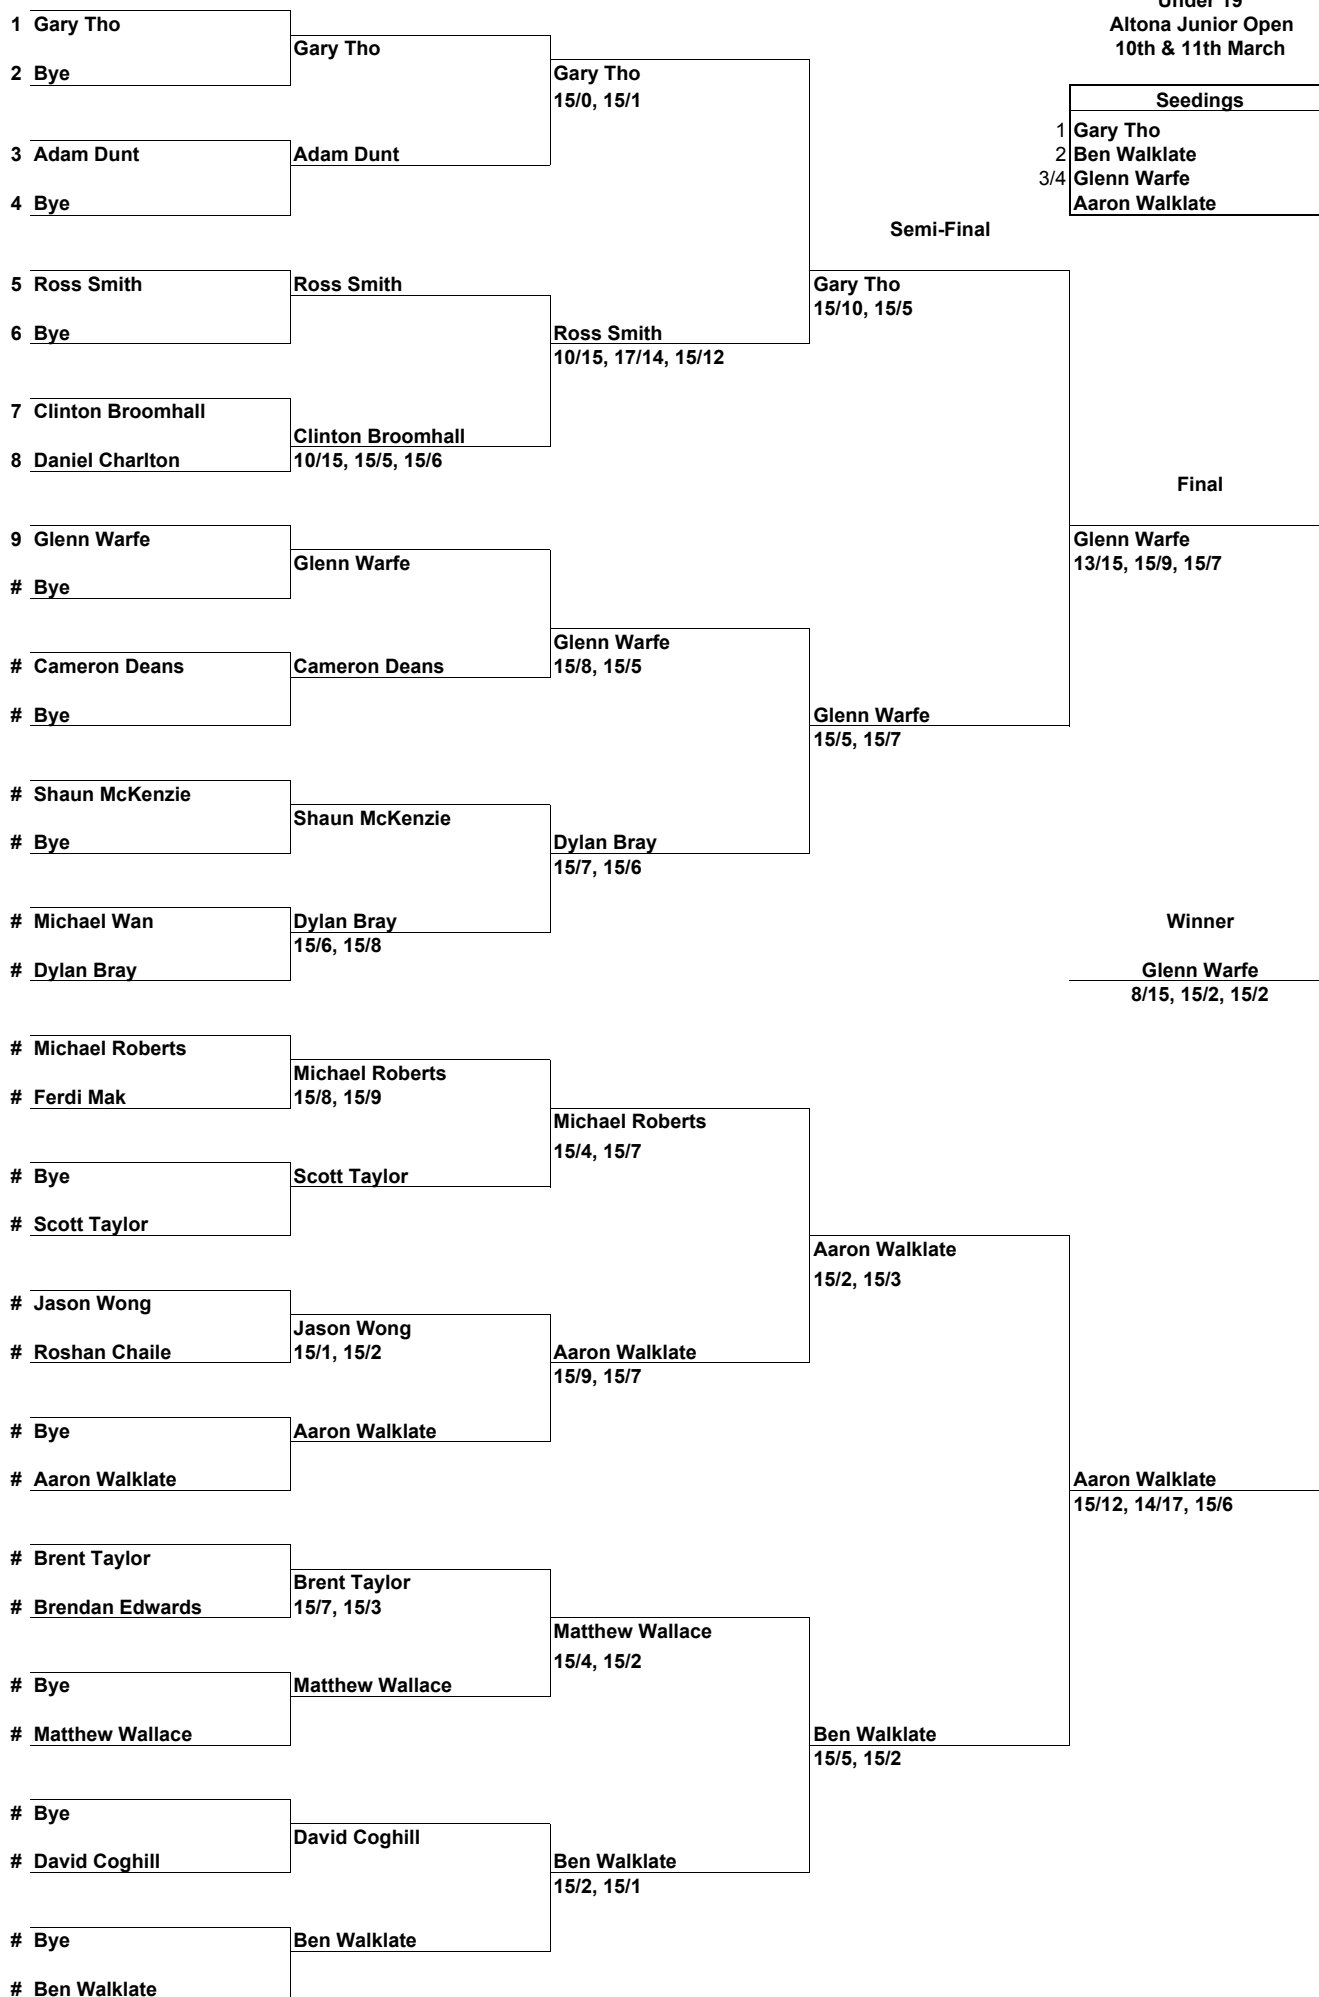 Under 19
Altona Junior Open
10th & 11th March
Seedings
1 Gary Tho
2 Ben Walklate
3/4 Glenn Warfe
Aaron Walklate
1 Gary Tho
2 Bye
3 Adam Dunt
4 Bye
5 Ross Smith
6 Bye
7 Clinton Broomhall
8 Daniel Charlton
9 Glenn Warfe
# Bye
# Cameron Deans
# Bye
# Shaun McKenzie
# Bye
# Michael Wan
# Dylan Bray
# Michael Roberts
# Ferdi Mak
# Bye
# Scott Taylor
# Jason Wong
# Roshan Chaile
# Bye
# Aaron Walklate
# Brent Taylor
# Brendan Edwards
# Bye
# Matthew Wallace
# Bye
# David Coghill
# Bye
# Ben Walklate
Gary Tho
Adam Dunt
Ross Smith
Clinton Broomhall
10/15, 15/5, 15/6
Glenn Warfe
Cameron Deans
Shaun McKenzie
Dylan Bray
15/6, 15/8
Michael Roberts
15/8, 15/9
Scott Taylor
Jason Wong
15/1, 15/2
Aaron Walklate
Brent Taylor
15/7, 15/3
Matthew Wallace
David Coghill
Ben Walklate
Gary Tho
15/0, 15/1
Ross Smith
10/15, 17/14, 15/12
Glenn Warfe
15/8, 15/5
Dylan Bray
15/7, 15/6
Michael Roberts
15/4, 15/7
Aaron Walklate
15/9, 15/7
Matthew Wallace
15/4, 15/2
Ben Walklate
15/2, 15/1
Semi-Final
Gary Tho
15/10, 15/5
Glenn Warfe
15/5, 15/7
Aaron Walklate
15/2, 15/3
Ben Walklate
15/5, 15/2
Final
Glenn Warfe
13/15, 15/9, 15/7
Winner
Glenn Warfe
8/15, 15/2, 15/2
Aaron Walklate
15/12, 14/17, 15/6